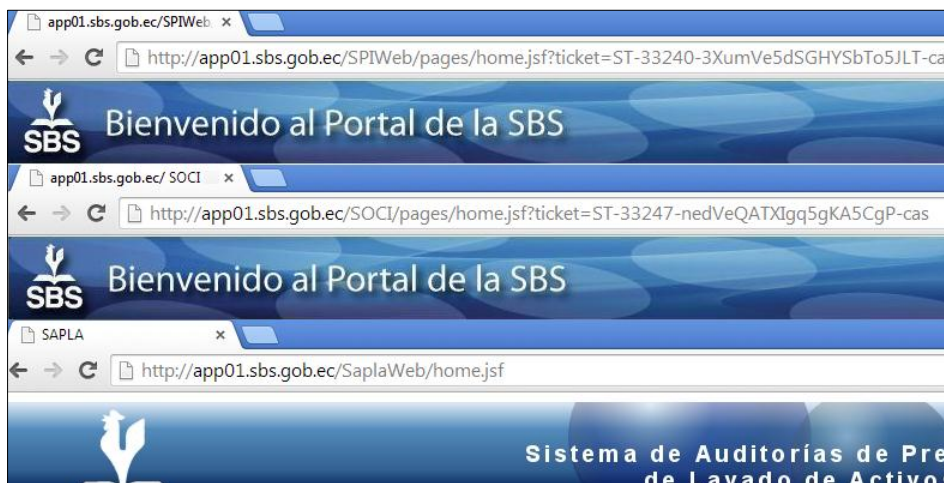 app01.sbs.gob.ec/SPIWeb
http://app01.sbs.gob.ec/SPIWeb/pages/home.jsf?ticket=ST-33240-3XumVe5dSGHYSbTo5JLT-ca
SBS Bienvenido al Portal de la SBS
app01.sbs.gob.ec/ SOCI
http://app01.sbs.gob.ec/SOCI/pages/home.jsf?ticket=ST-33247-nedVeQATXIgq5gKA5CgP-cas
SBS Bienvenido al Portal de la SBS
SAPLA
http://app01.sbs.gob.ec/SaplaWeb/home.jsf
Sistema de Auditorías de Pre
de Lavado de Activo